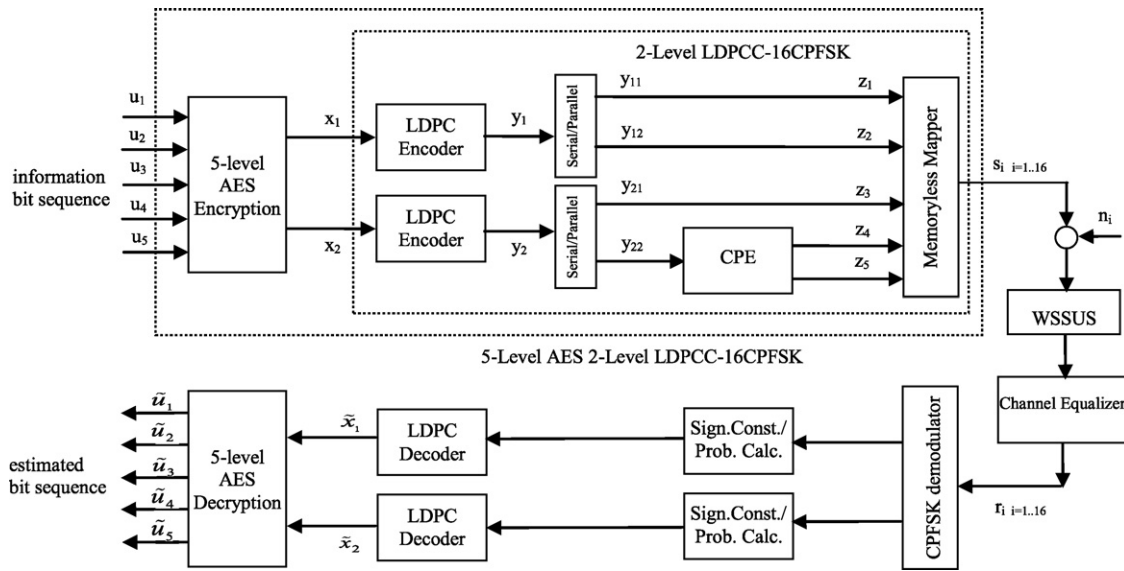 2-Level LDPCC-16CPFSK
information
bit sequence
u₁
u₂
u₃
u₄
u₅
5-level
AES
Encryption
x₁
x₂
LDPC
Encoder
LDPC
Encoder
y₁
y₂
Serial/Parallel
Serial/Parallel
y₁₁
y₁₂
y₂₁
y₂₂
CPE
z₁
z₂
z₃
z₄
z₅
Memoryless Mapper
sᵢ i=1..16
nᵢ
WSSUS
5-Level AES 2-Level LDPCC-16CPFSK
Channel Equalizer
rᵢ i=1..16
CPFSK demodulator
Sign.Const./
Prob. Calc.
Sign.Const./
Prob. Calc.
LDPC
Decoder
LDPC
Decoder
x̃₁
x̃₂
5-level
AES
Decryption
ũ₁
ũ₂
ũ₃
ũ₄
ũ₅
estimated
bit sequence